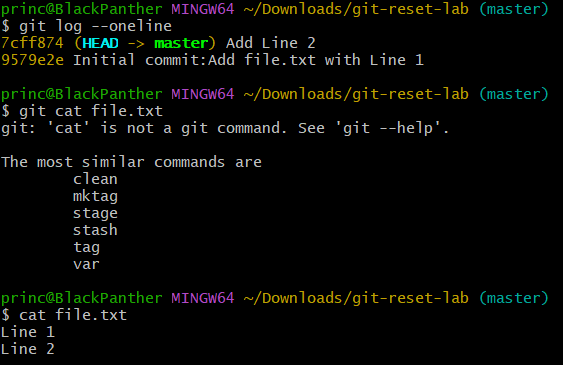 princ@BlackPanther MINGW64 ~/Downloads/git-reset-lab (master)
$ git log --oneline
7cff874 (HEAD -> master) Add Line 2
9579e2e Initial commit:Add file.txt with Line 1
princ@BlackPanther MINGW64 ~/Downloads/git-reset-lab (master)
$ git cat file.txt
git: 'cat' is not a git command. See 'git --help'.
The most similar commands are
clean
mktag
stage
stash
tag
var
princ@BlackPanther MINGW64 ~/Downloads/git-reset-lab (master)
$ cat file.txt
Line 1
Line 2